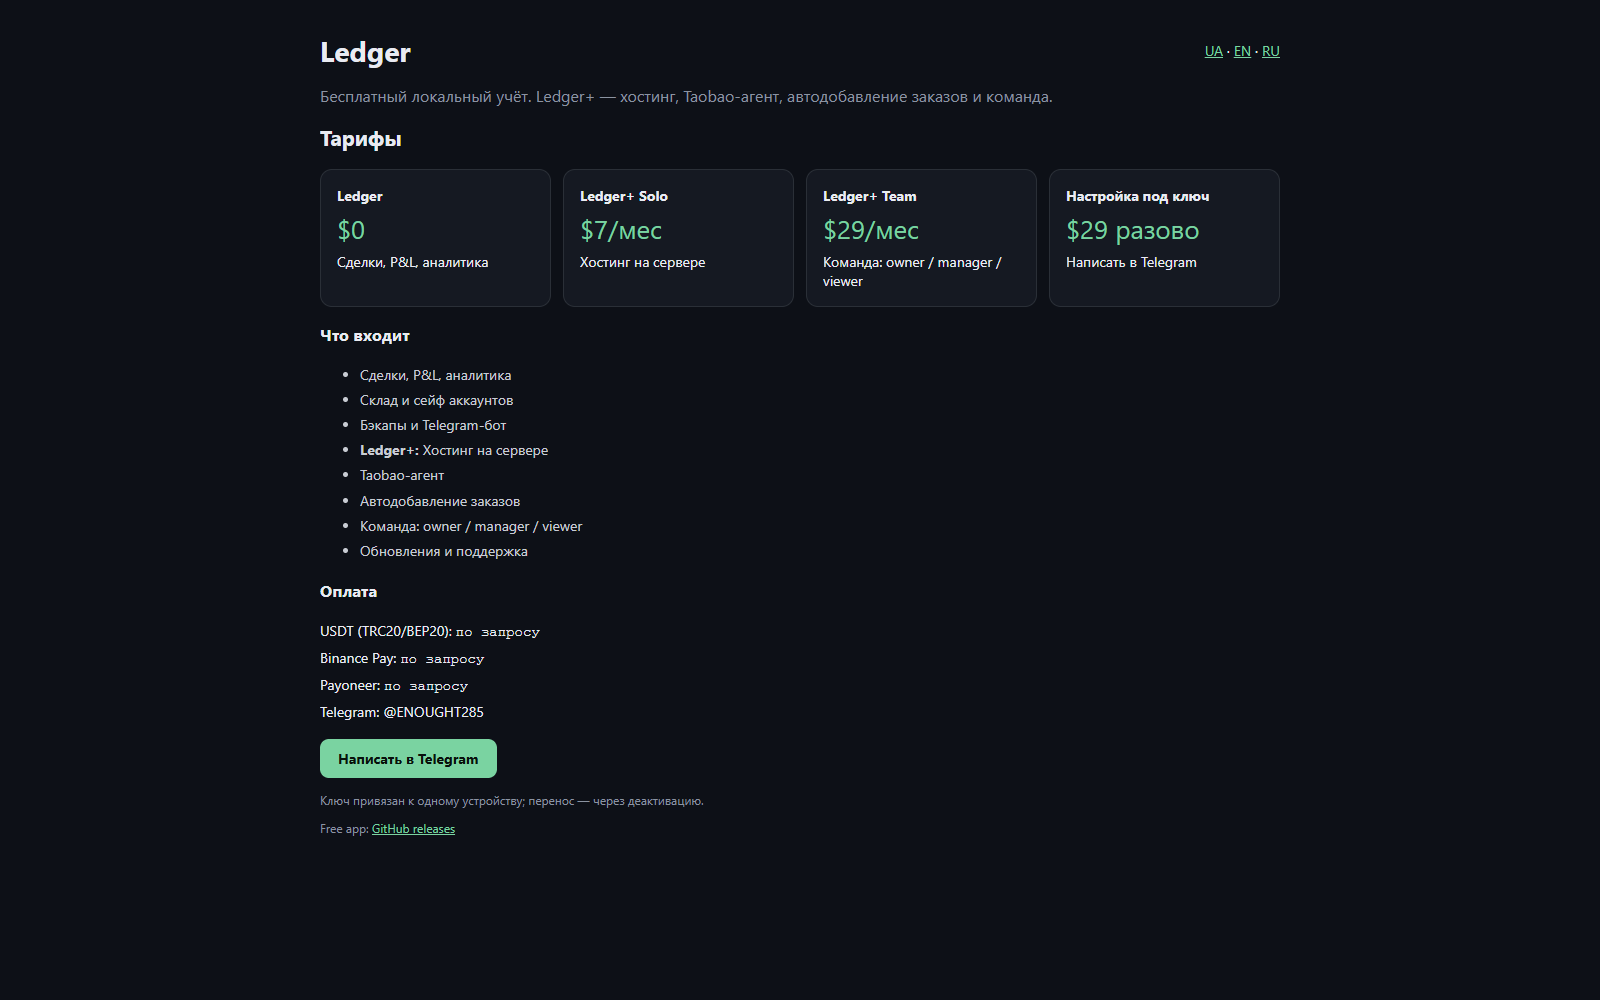 Ledger
UA · EN · RU
Бесплатный локальный учёт. Ledger+ — хостинг, Taobao-агент, автодобавление заказов и команда.
Тарифы
Ledger
$0
Сделки, P&L, аналитика
Ledger+ Solo
$7/мес
Хостинг на сервере
Ledger+ Team
$29/мес
Команда: owner / manager /
viewer
Настройка под ключ
$29 разово
Написать в Telegram
Что входит
Сделки, P&L, аналитика
Склад и сейф аккаунтов
Бэкапы и Telegram-бот
Ledger+: Хостинг на сервере
Taobao-агент
Автодобавление заказов
Команда: owner / manager / viewer
Обновления и поддержка
Оплата
USDT (TRC20/BEP20): по запросу
Binance Pay: по запросу
Payoneer: по запросу
Telegram: @ENOUGHT285
Написать в Telegram
Ключ привязан к одному устройству; перенос — через деактивацию.
Free app: GitHub releases